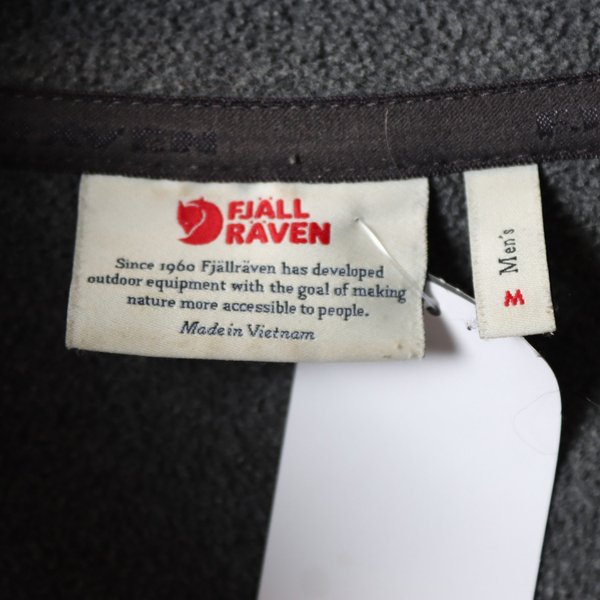 FJÄLL
RÄVEN
Since 1960 Fjällräven has developed
outdoor equipment with the goal of making
nature more accessible to people.
Made in Vietnam
Men's
M